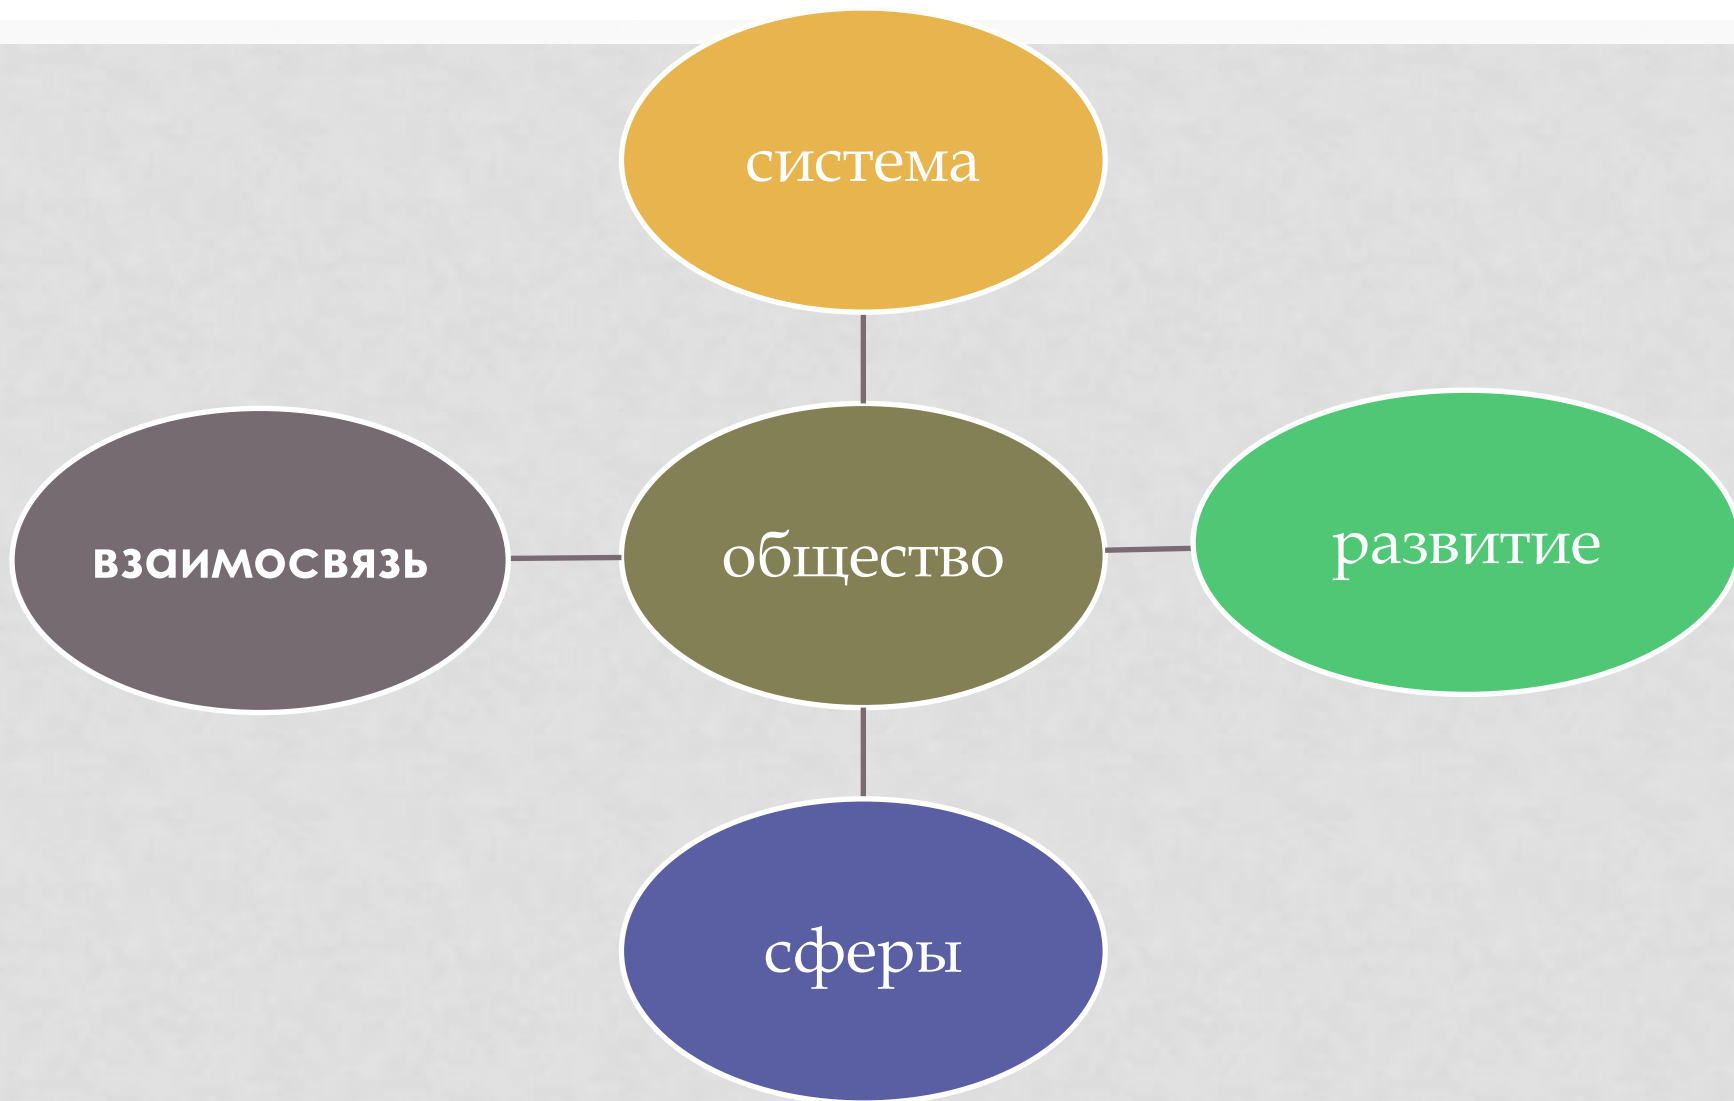 система
взаимосвязь
общество
развитие
сферы